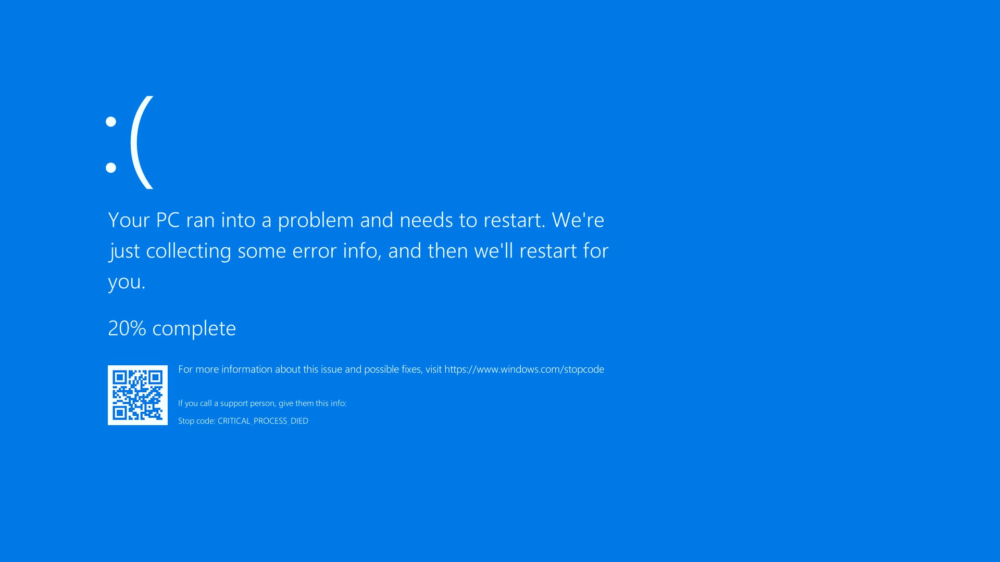 :(
Your PC ran into a problem and needs to restart. We're
just collecting some error info, and then we'll restart for
you.
20% complete
For more information about this issue and possible fixes, visit https://www.windows.com/stopcode
If you call a support person, give them this info:
Stop code: CRITICAL_PROCESS_DIED